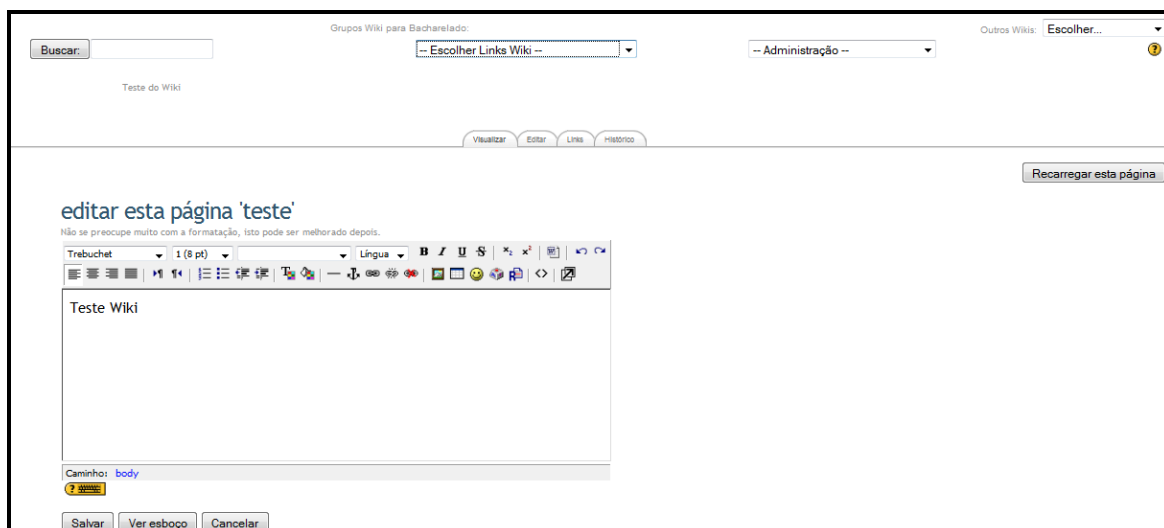 Grupos Wiki para Bacharelado:
Outros Wikis: Escolher...
Buscar:
-- Escolher Links Wiki --
-- Administração --
Teste do Wiki
Visualizar Editar Links Histórico
Recarregar esta página
editar esta página 'teste'
Não se preocupe muito com a formatação, isto pode ser melhorado depois.
Trebuchet 1 (8 pt) Língua B I U S x₂ x²
Teste Wiki
Caminho: body
Salvar Ver esboço Cancelar